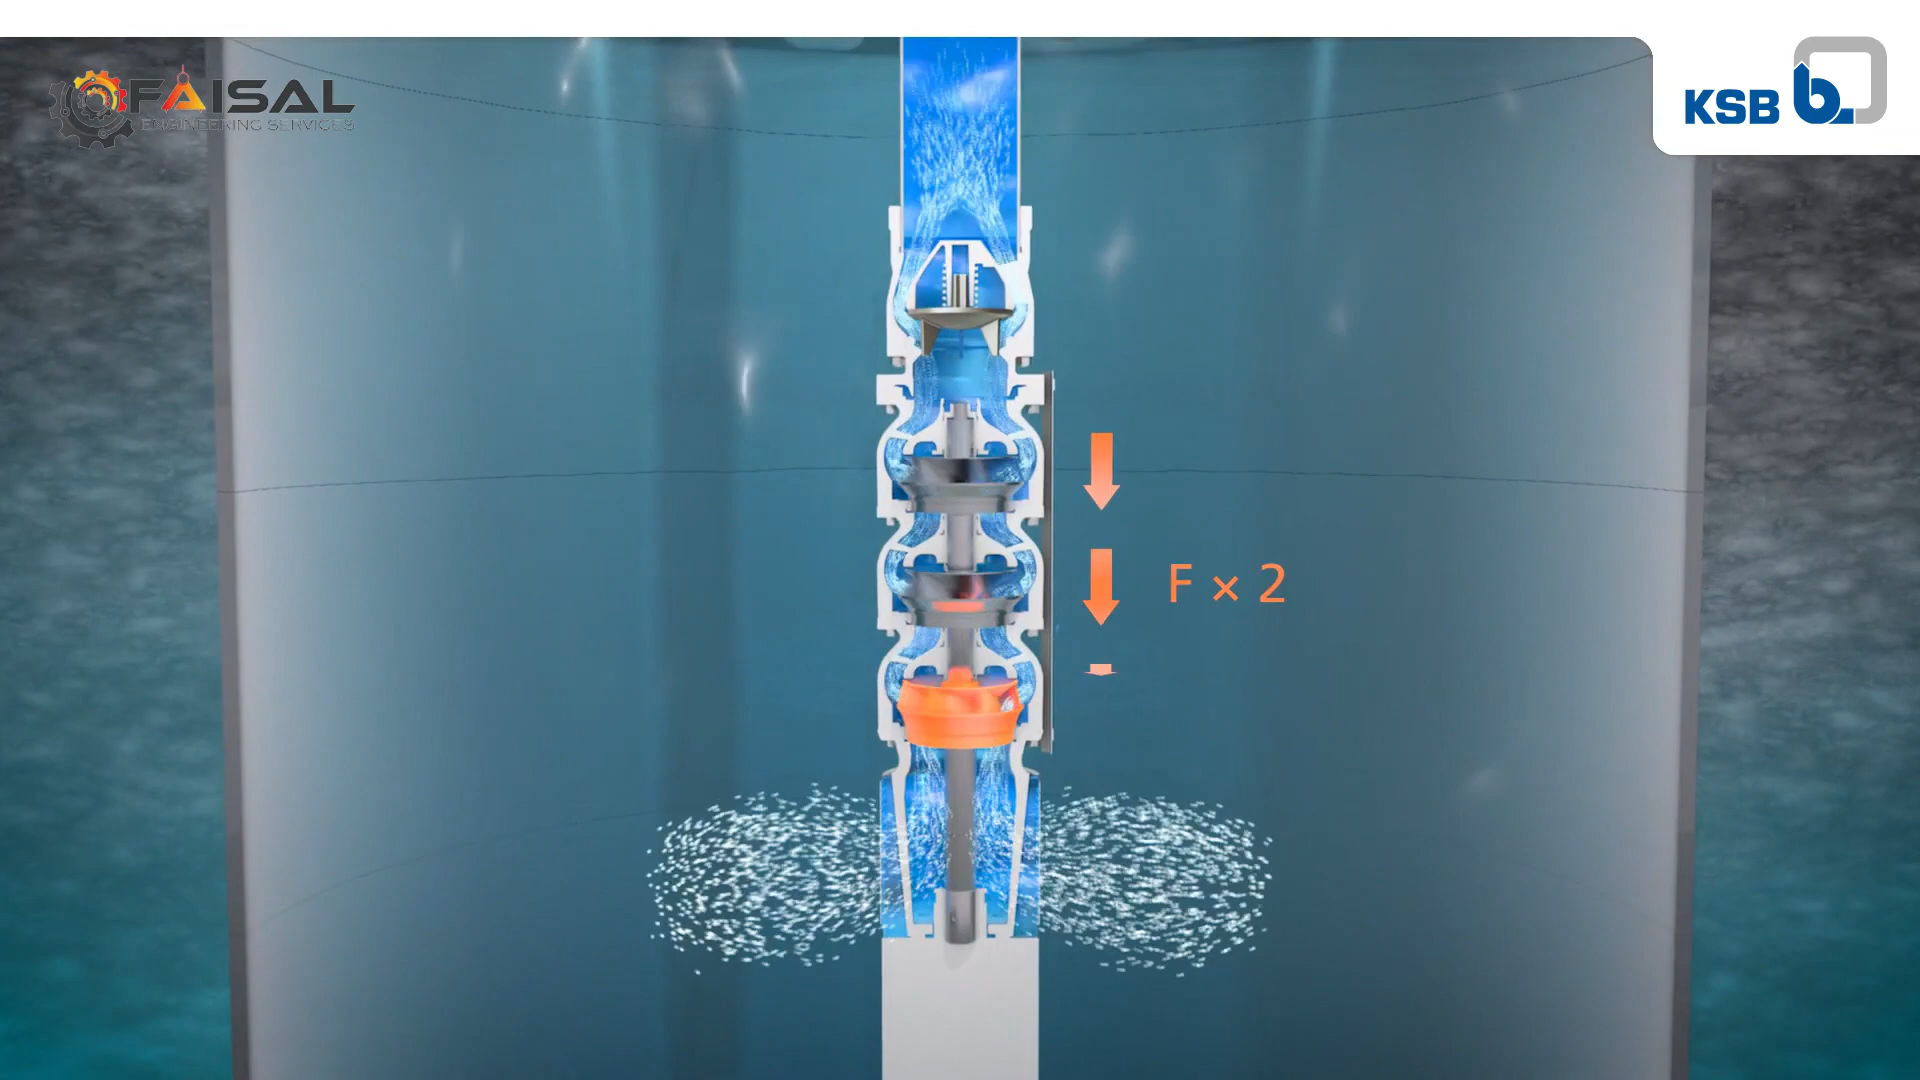 FAISAL
ENGINEERING SERVICES
KSB b
F × 2